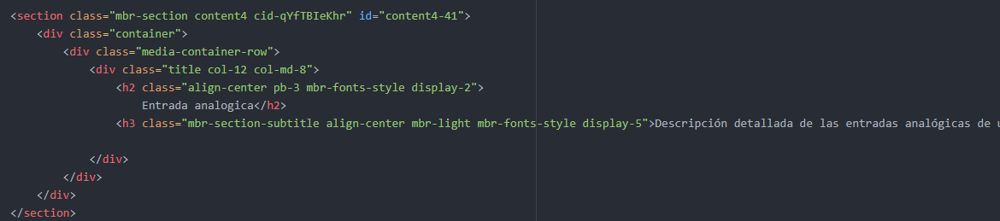 <section class="mbr-section content4 cid-qYfTBIeKhr" id="content4-41">
<div class="container">
<div class="media-container-row">
<div class="title col-12 col-md-8">
<h2 class="align-center pb-3 mbr-fonts-style display-2">
Entrada analogica</h2>
<h3 class="mbr-section-subtitle align-center mbr-light mbr-fonts-style display-5">Descripción detallada de las entradas analógicas de
</div>
</div>
</div>
</section>